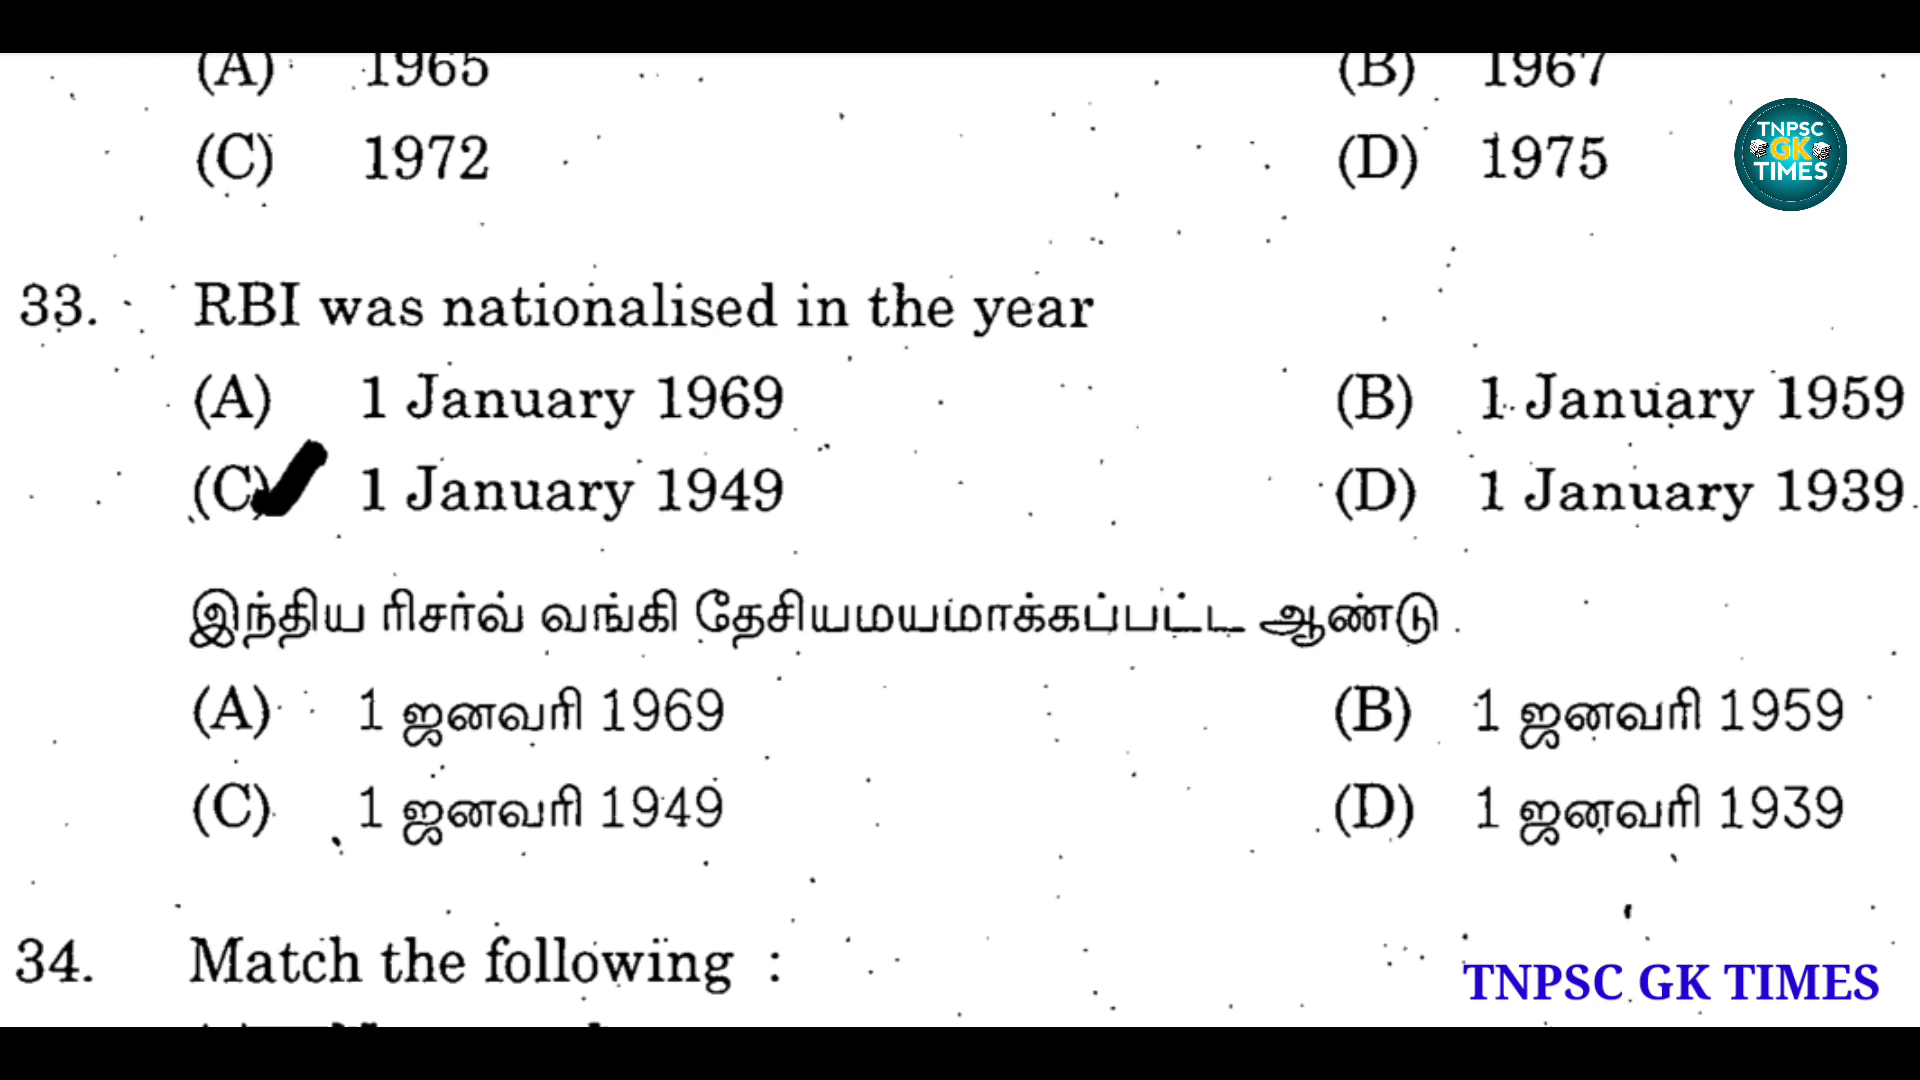 (A) 1965 (B) 1967
(C) 1972 (D) 1975
TNPSC
GK
TIMES
33. RBI was nationalised in the year
(A) 1 January 1969 (B) 1 January 1959
(C) 1 January 1949 (D) 1 January 1939
இந்திய ரிசர்வ் வங்கி தேசியமயமாக்கப்பட்ட ஆண்டு
(A) 1 ஜனவரி 1969 (B) 1 ஜனவரி 1959
(C) 1 ஜனவரி 1949 (D) 1 ஜனவரி 1939
34. Match the following :
TNPSC GK TIMES